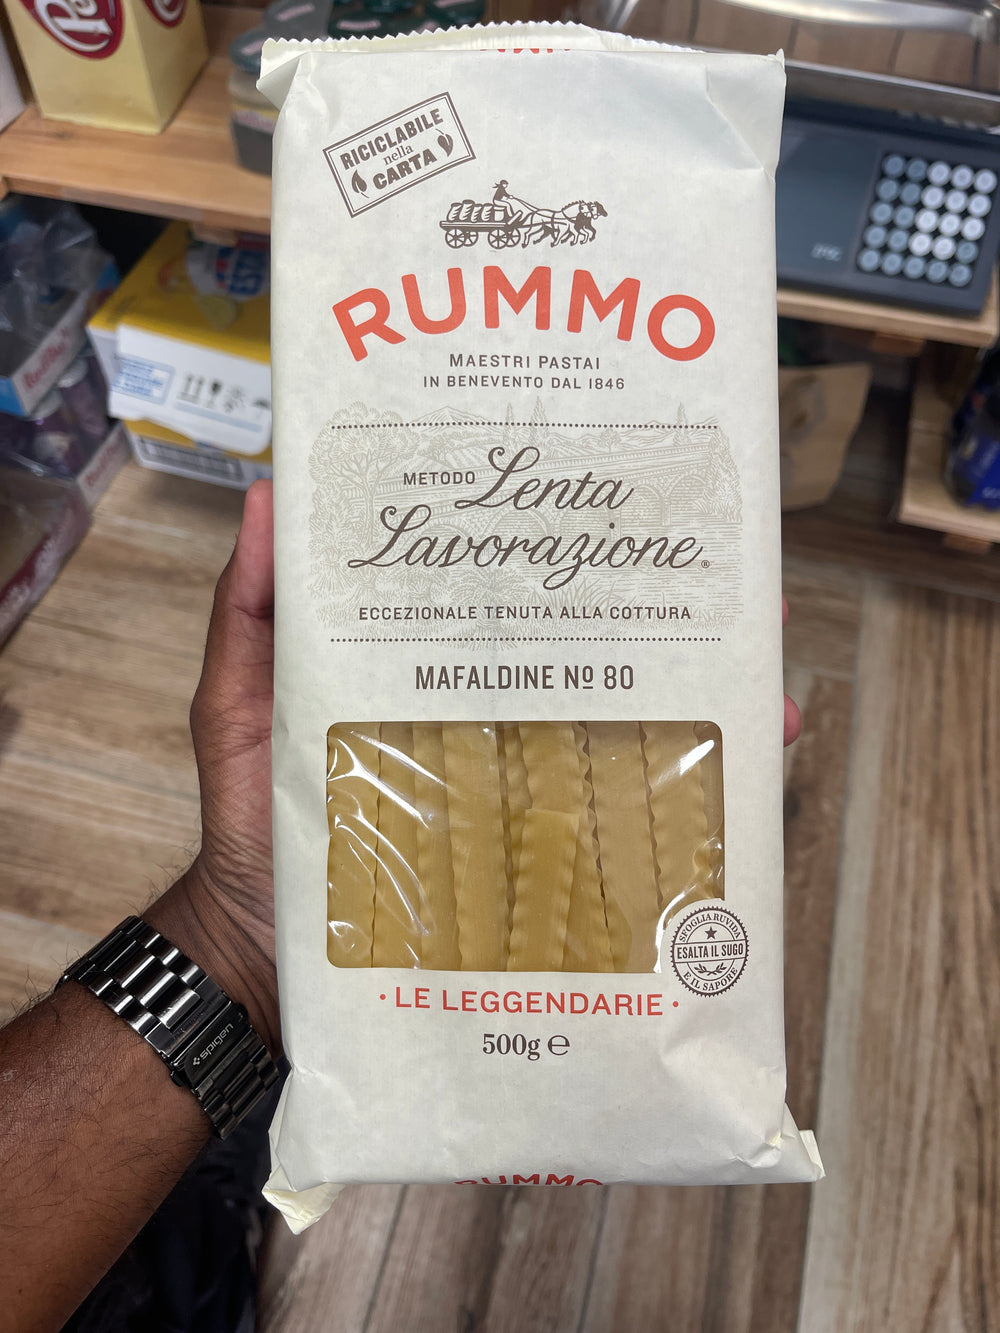 RICICLABILE
nella
CARTA
RUMMO
MAESTRI PASTAI
IN BENEVENTO DAL 1846
METODO Lenta
Lavorazione®
ECCEZIONALE TENUTA ALLA COTTURA
MAFALDINE Nº 80
SFOGLIA RUVIDA
ESALTA IL SUGO
E IL SAPORE
• LE LEGGENDARIE •
500g ℮
RUMMO
spigen